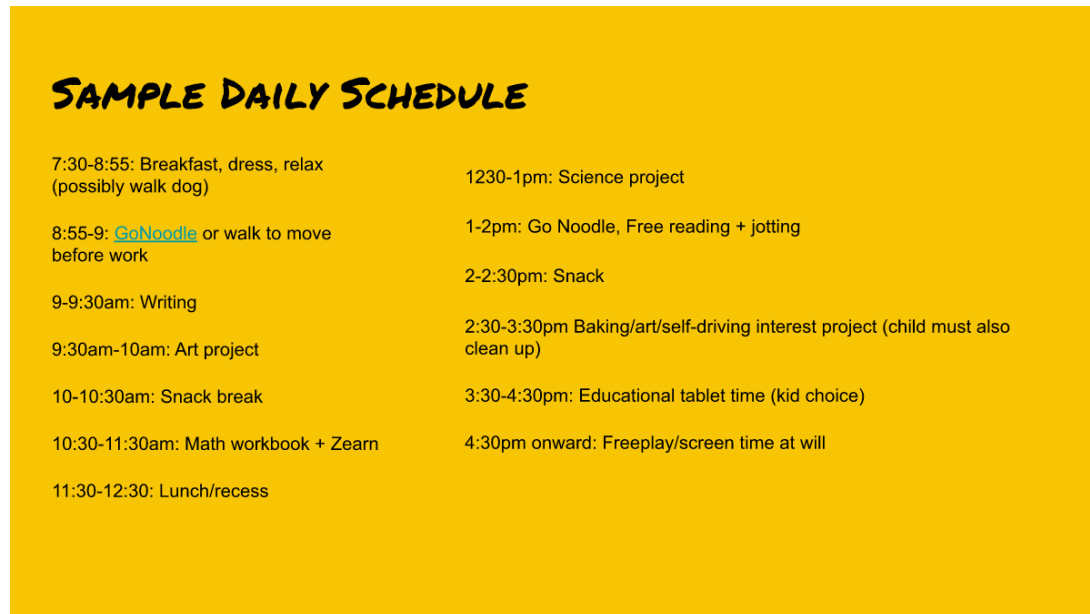 Sample Daily Schedule
7:30-8:55: Breakfast, dress, relax
(possibly walk dog)
8:55-9: GoNoodle or walk to move
before work
9-9:30am: Writing
9:30am-10am: Art project
10-10:30am: Snack break
10:30-11:30am: Math workbook + Zearn
11:30-12:30: Lunch/recess
1230-1pm: Science project
1-2pm: Go Noodle, Free reading + jotting
2-2:30pm: Snack
2:30-3:30pm Baking/art/self-driving interest project (child must also
clean up)
3:30-4:30pm: Educational tablet time (kid choice)
4:30pm onward: Freeplay/screen time at will